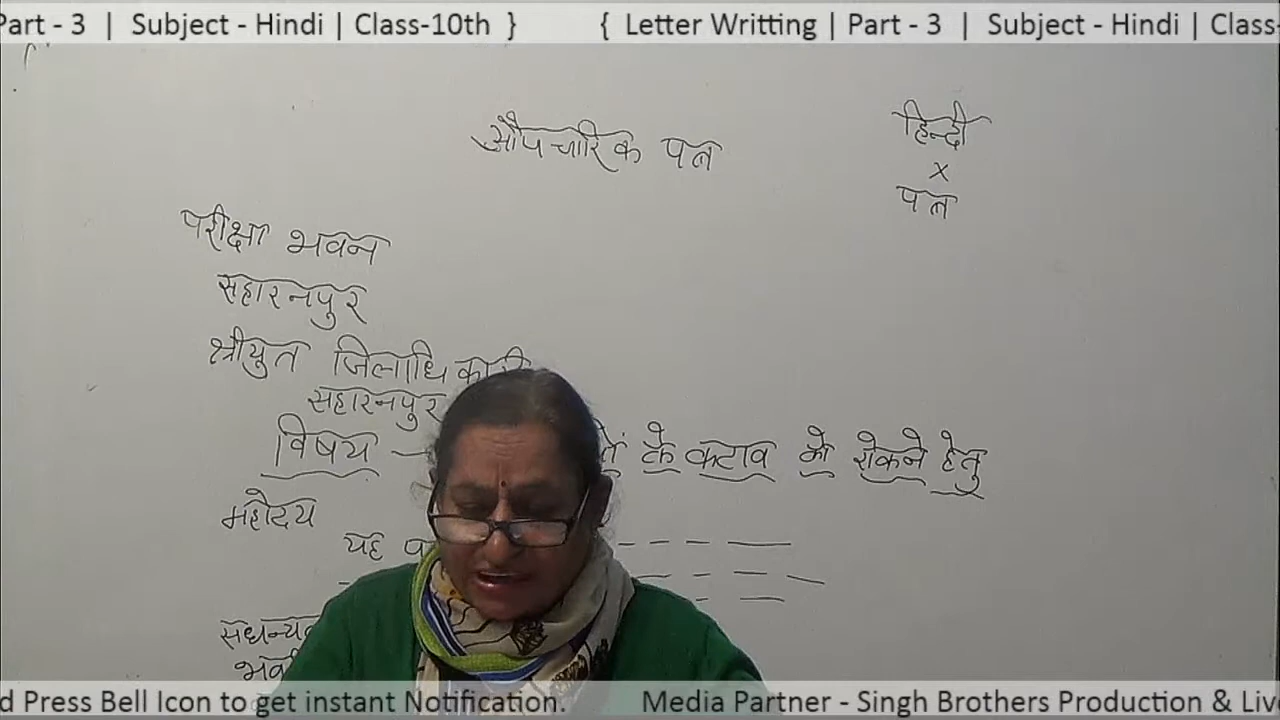 Part - 3 | Subject - Hindi | Class-10th } { Letter Writting | Part - 3 | Subject - Hindi | Class-
औपचारिक पत्र
हिन्दी
x
पत्र
परीक्षा भवन
सहारनपुर
श्रीयुत जिलाधिकारी
सहारनपुर
विषय — के कटाव को रोकने हेतु
महोदय
यह
सधन्यवाद
d Press Bell Icon to get instant Notification. Media Partner - Singh Brothers Production & Liv